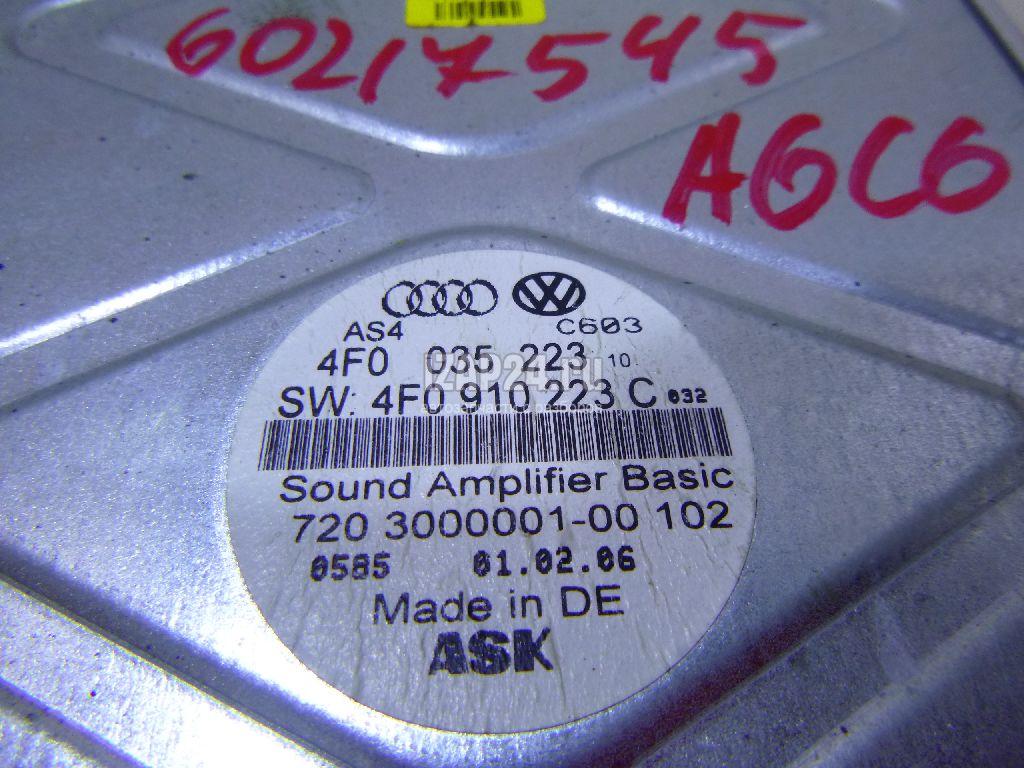 60217545
A6C6
AS4 C603
4F0 035 223 10
SW: 4F0 910 223 C 032
Sound Amplifier Basic
720 3000001-00 102
0585 01.02.06
Made in DE
ASK